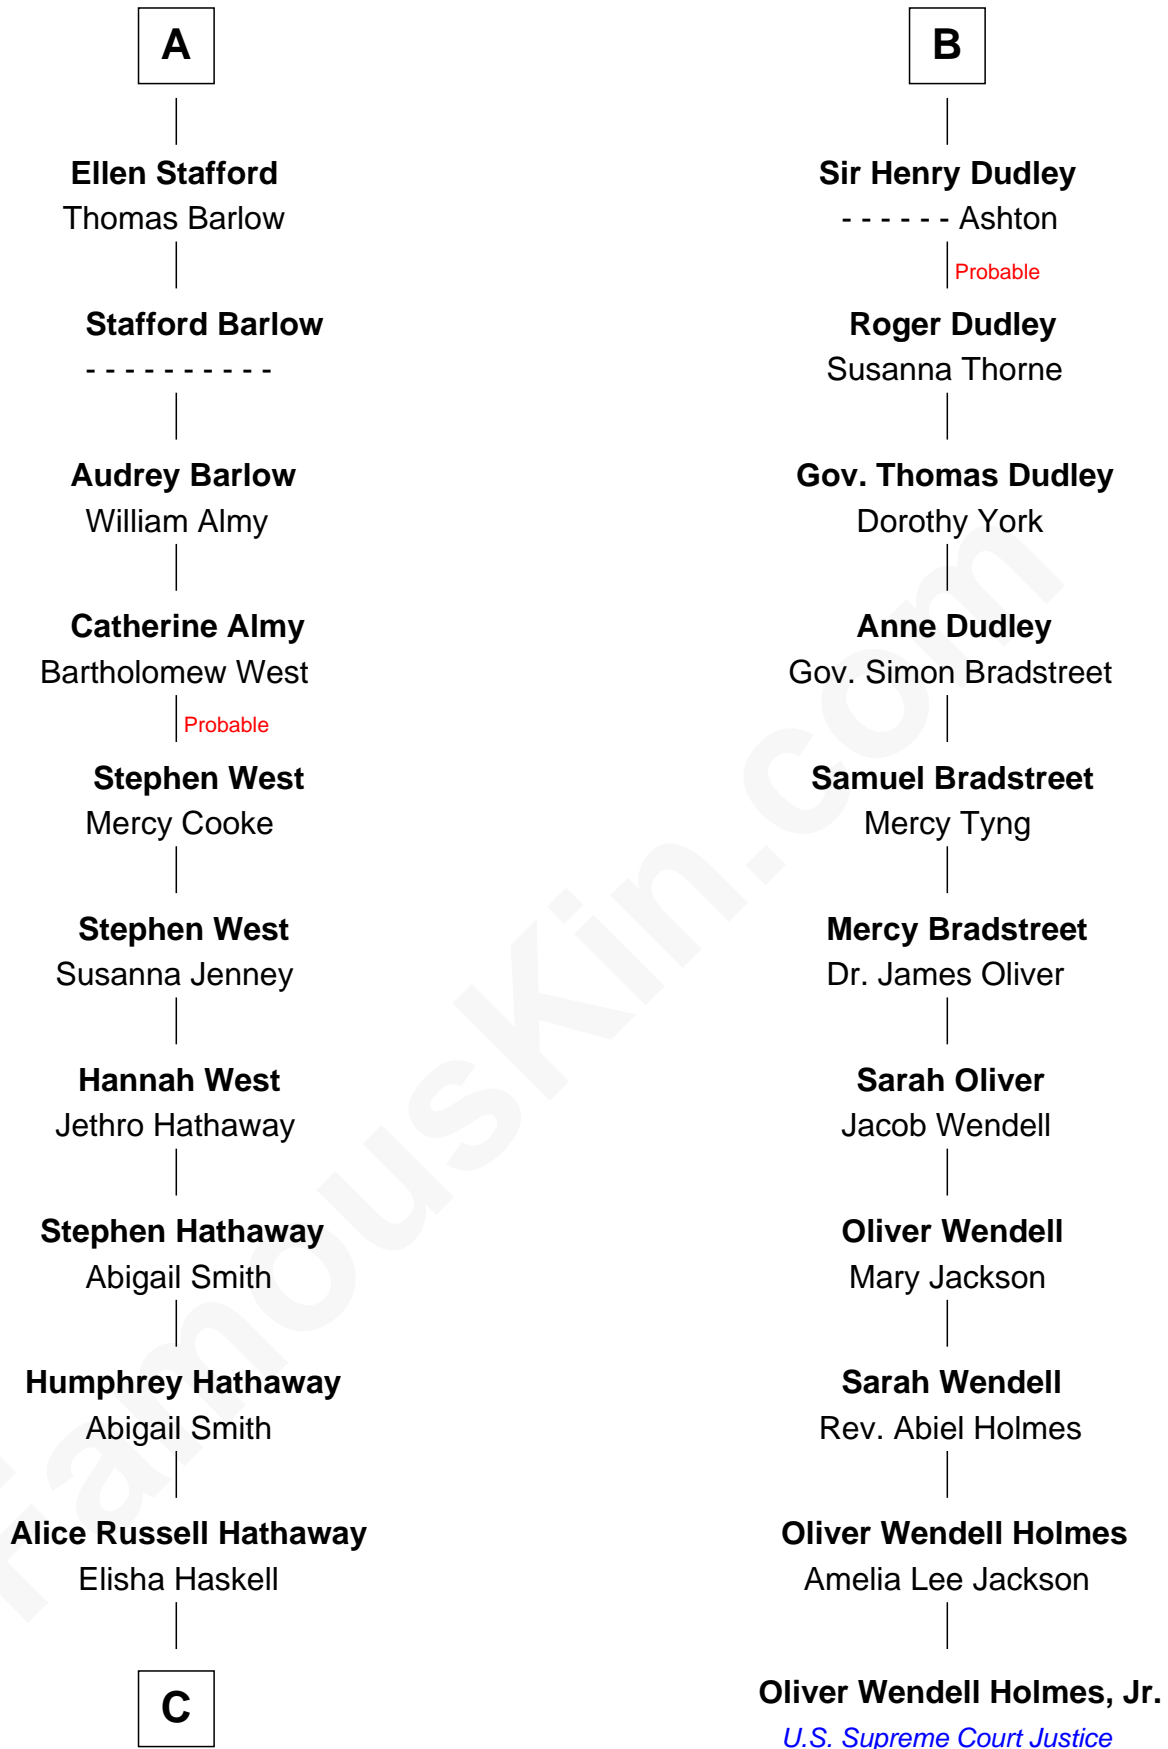 A
Ellen Stafford
Thomas Barlow
Stafford Barlow
- - - - - - - - - -
Audrey Barlow
William Almy
Catherine Almy
Bartholomew West
Probable
Stephen West
Mercy Cooke
Stephen West
Susanna Jenney
Hannah West
Jethro Hathaway
Stephen Hathaway
Abigail Smith
Humphrey Hathaway
Abigail Smith
Alice Russell Hathaway
Elisha Haskell
C
B
Sir Henry Dudley
- - - - - - Ashton
Probable
Roger Dudley
Susanna Thorne
Gov. Thomas Dudley
Dorothy York
Anne Dudley
Gov. Simon Bradstreet
Samuel Bradstreet
Mercy Tyng
Mercy Bradstreet
Dr. James Oliver
Sarah Oliver
Jacob Wendell
Oliver Wendell
Mary Jackson
Sarah Wendell
Rev. Abiel Holmes
Oliver Wendell Holmes
Amelia Lee Jackson
Oliver Wendell Holmes, Jr.
U.S. Supreme Court Justice
FamousKin.com